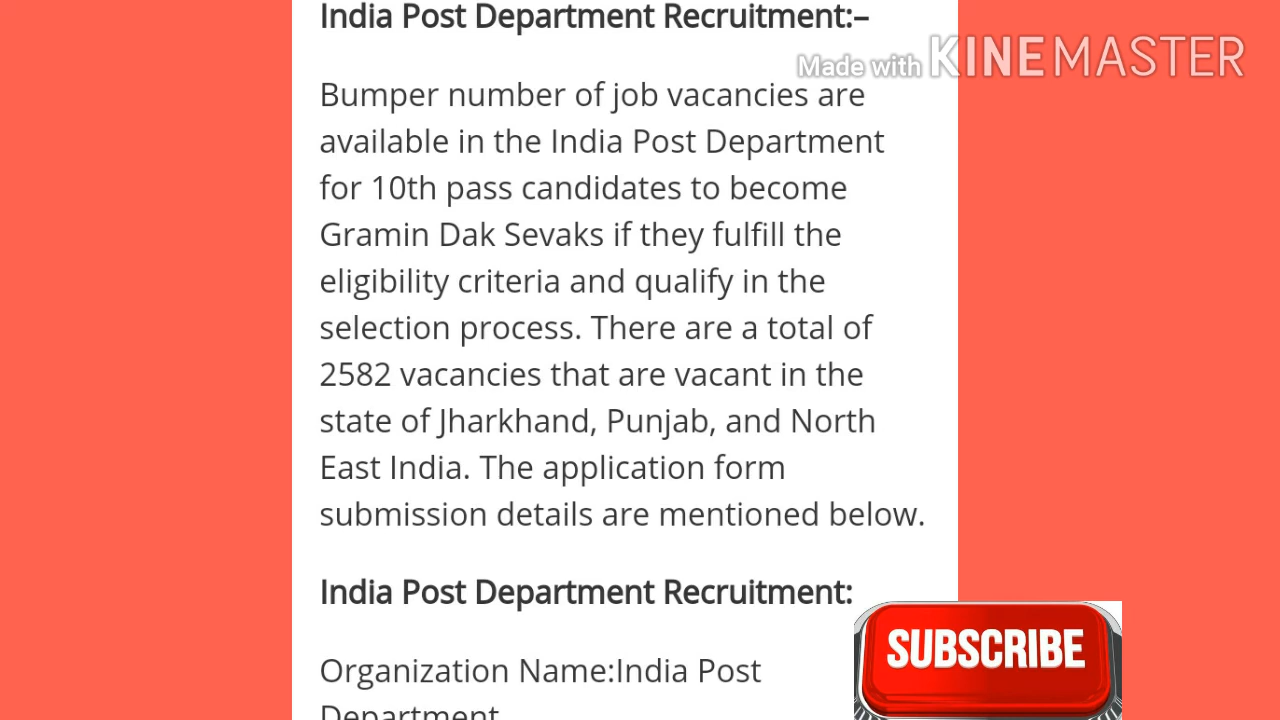 India Post Department Recruitment:–
Made with KINEMASTER
Bumper number of job vacancies are
available in the India Post Department
for 10th pass candidates to become
Gramin Dak Sevaks if they fulfill the
eligibility criteria and qualify in the
selection process. There are a total of
2582 vacancies that are vacant in the
state of Jharkhand, Punjab, and North
East India. The application form
submission details are mentioned below.
India Post Department Recruitment:
SUBSCRIBE
Organization Name:India Post
Department